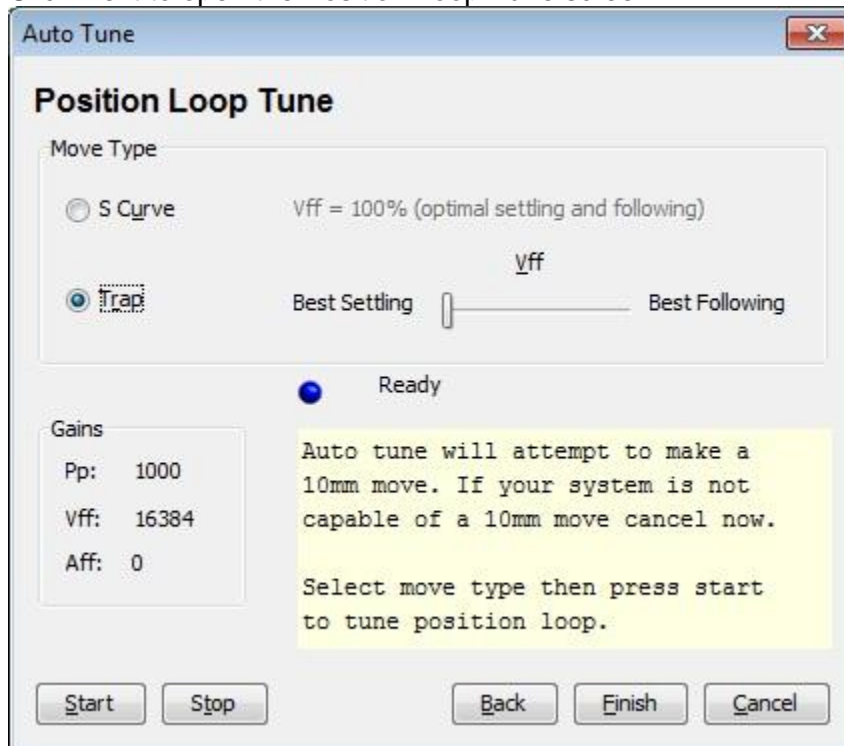 Auto Tune
Position Loop Tune
Move Type
S Curve
Vff = 100% (optimal settling and following)
Vff
Trap
Best Settling
Best Following
Ready
Gains
Pp: 1000
Vff: 16384
Aff: 0
Auto tune will attempt to make a
10mm move. If your system is not
capable of a 10mm move cancel now.
Select move type then press start
to tune position loop.
Start
Stop
Back
Finish
Cancel